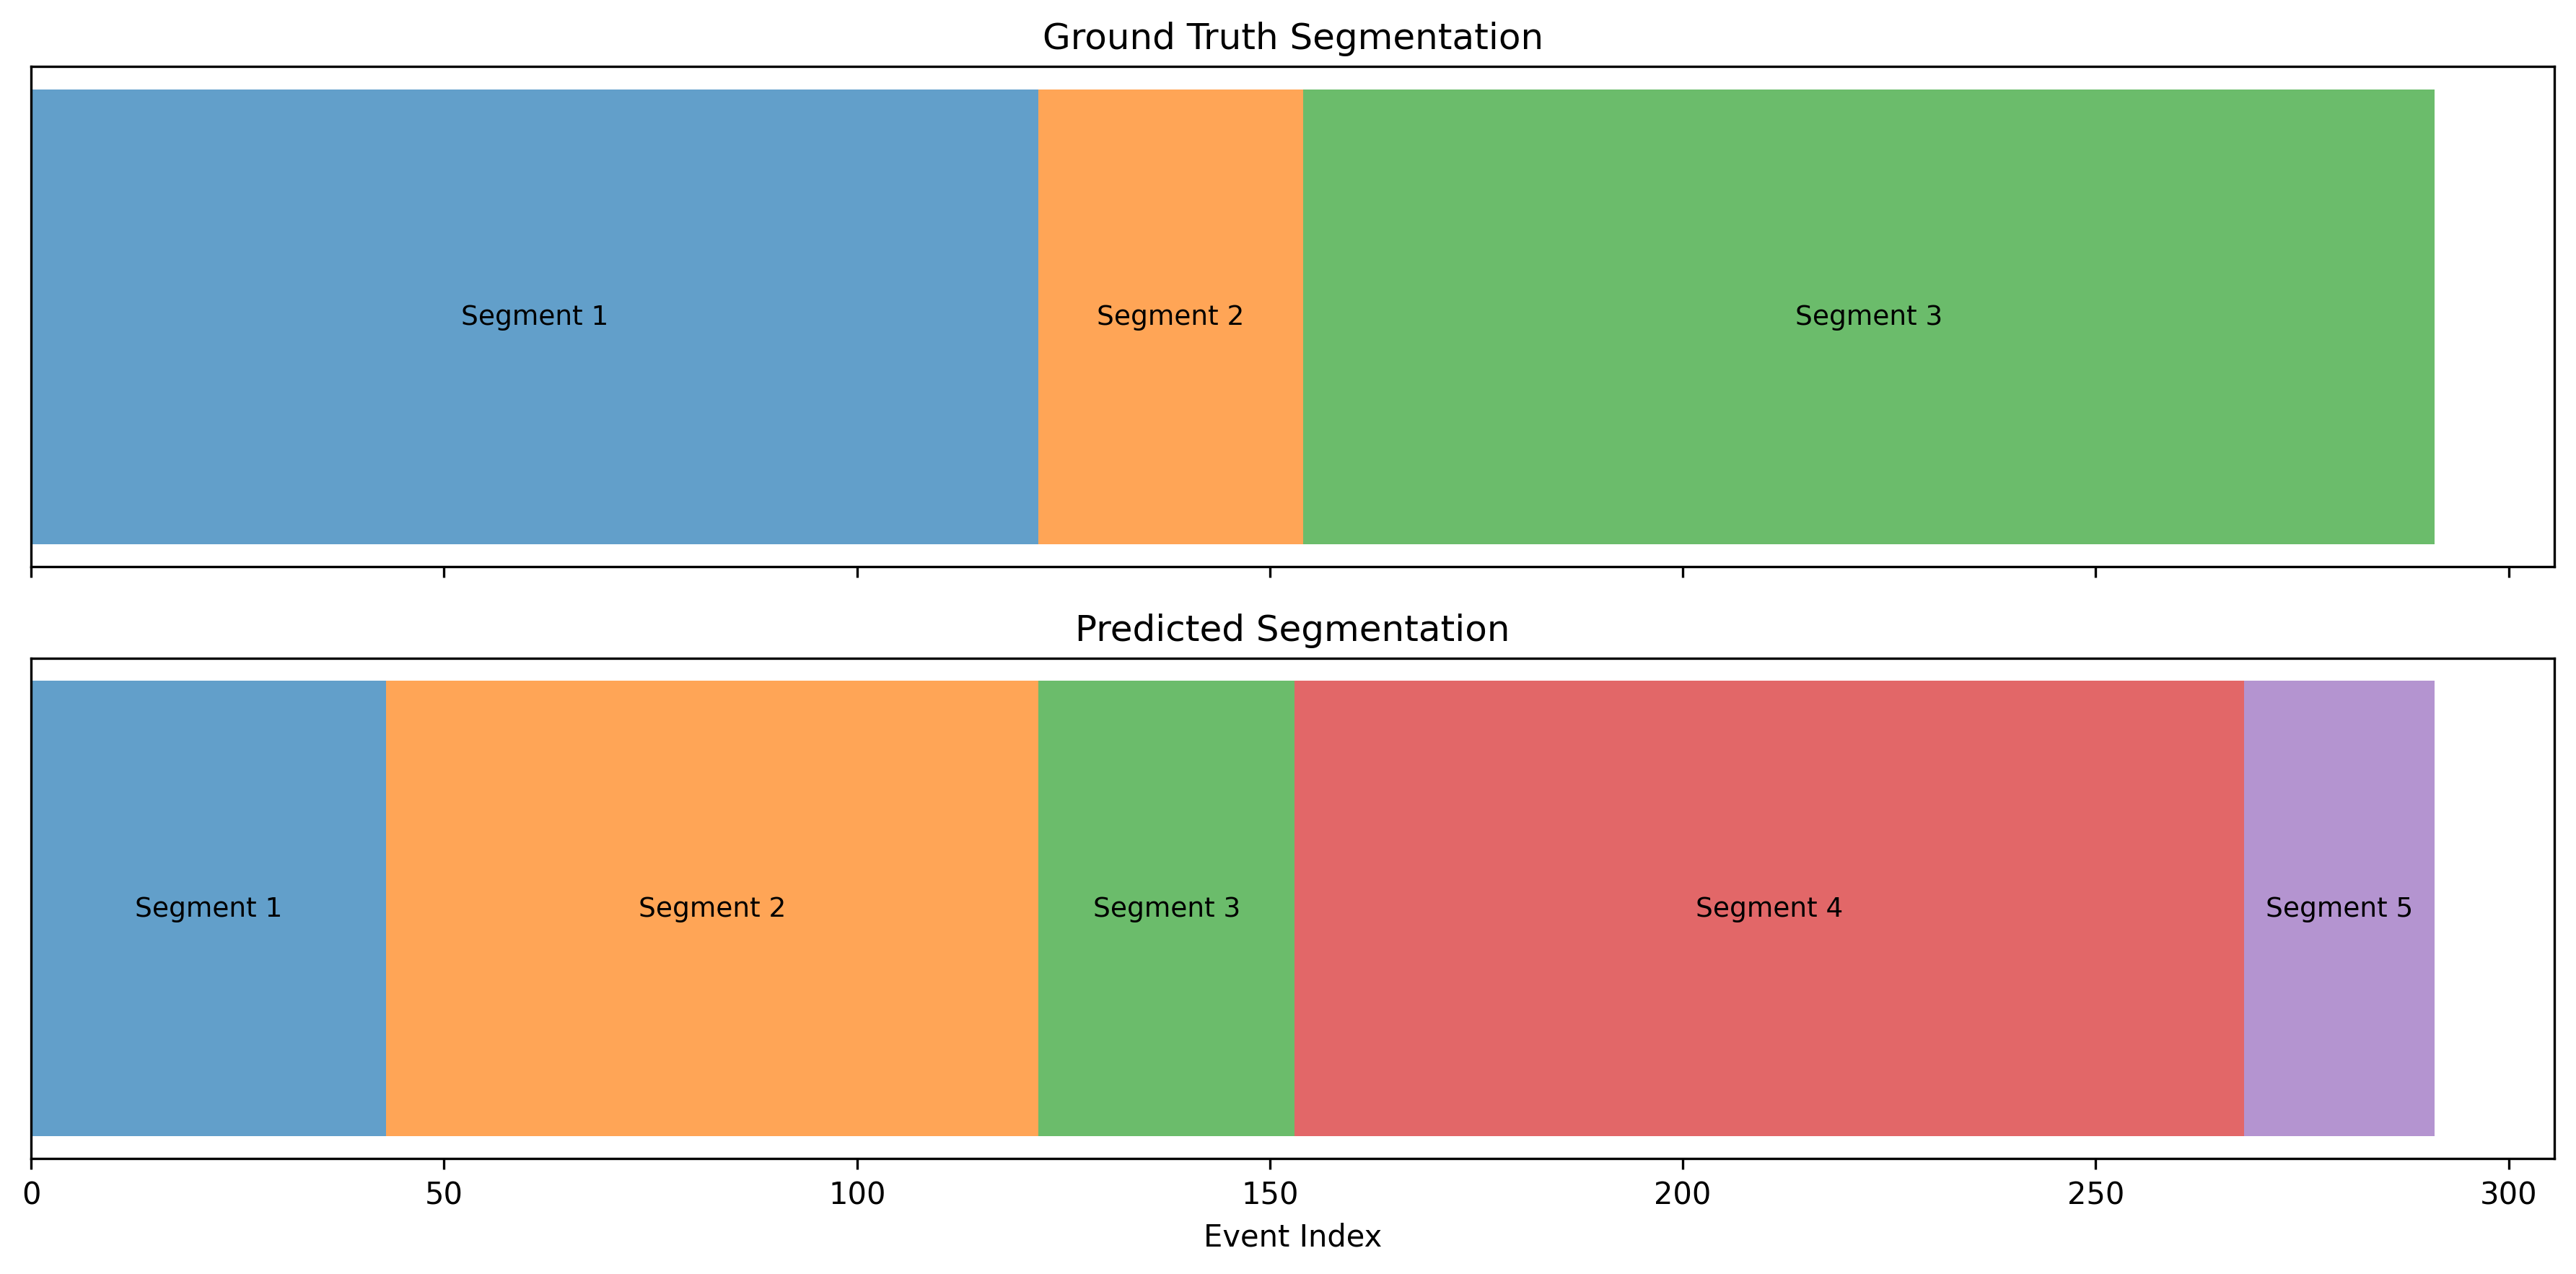 Ground Truth Segmentation
Segment 1 Segment 2 Segment 3
Predicted Segmentation
Segment 1 Segment 2 Segment 3 Segment 4 Segment 5
0 50 100 150 200 250 300
Event Index